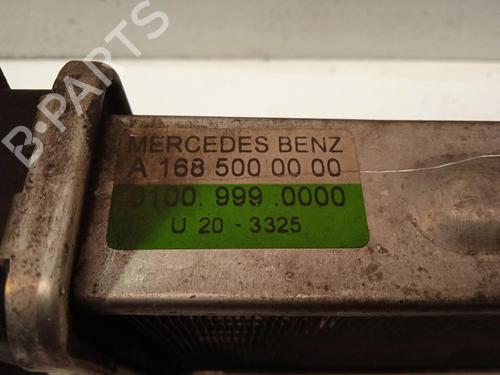 B-PARTS
MERCEDES BENZ
A 168 500 00 00
0100. 999 .0000
U 20 - 3325